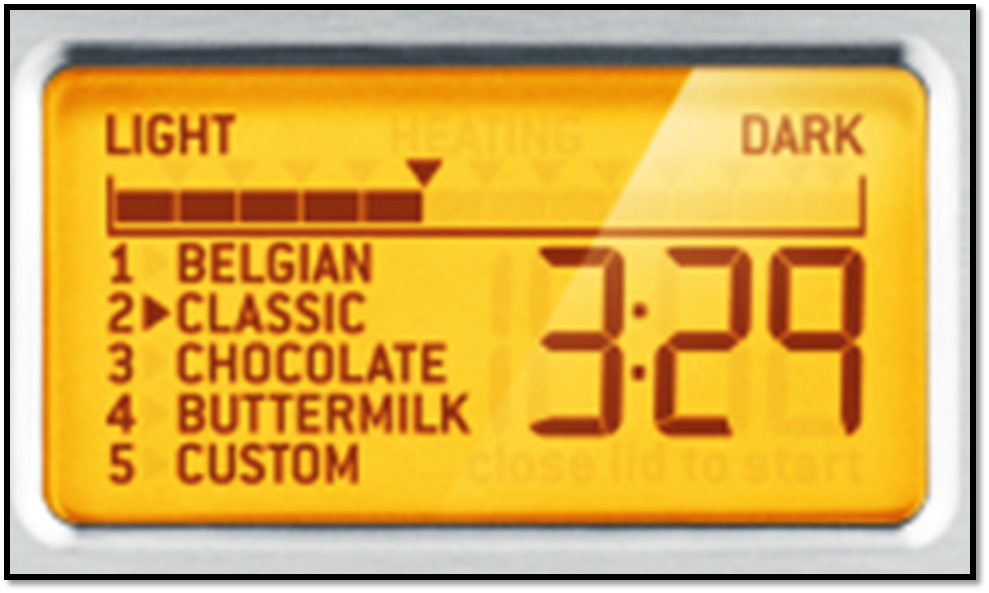 LIGHT HEATING DARK
1 BELGIAN
2 CLASSIC
3 CHOCOLATE
4 BUTTERMILK
5 CUSTOM
3:29
close lid to start